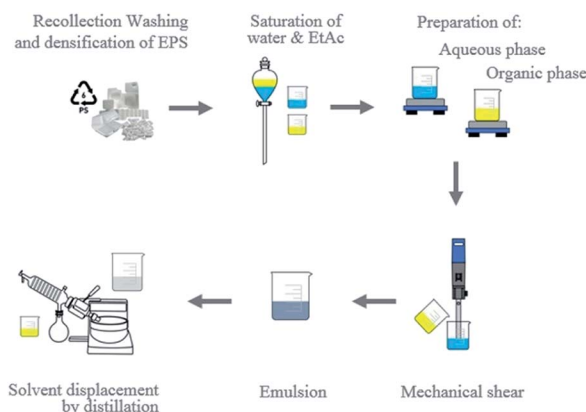 Recollection Washing
and densification of EPS
Saturation of
water & EtAc
Preparation of:
Aqueous phase
Organic phase
6
PS
Solvent displacement
by distillation
Emulsion
Mechanical shear